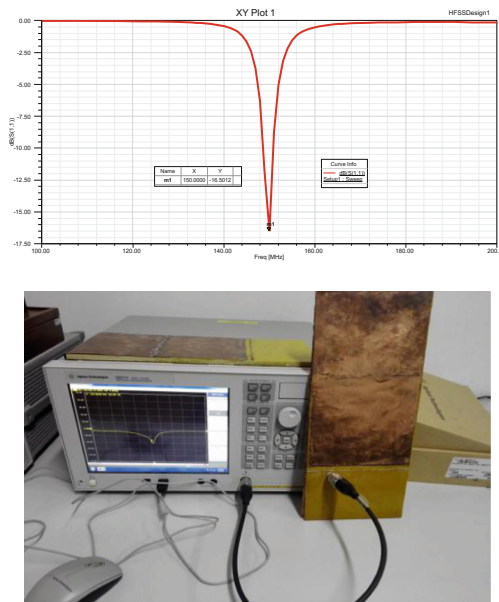 XY Plot 1
HFSSDesign1
0.00
-2.50
-5.00
-7.50
-10.00
-12.50
-15.00
-17.50
dB(S(1,1))
Name X Y
m1 150.0000 -16.5012
Curve Info
dB(S(1,1))
Setup1 : Sweep
m1
100.00 120.00 140.00 160.00 180.00 200.
Freq [MHz]
Agilent Technologies